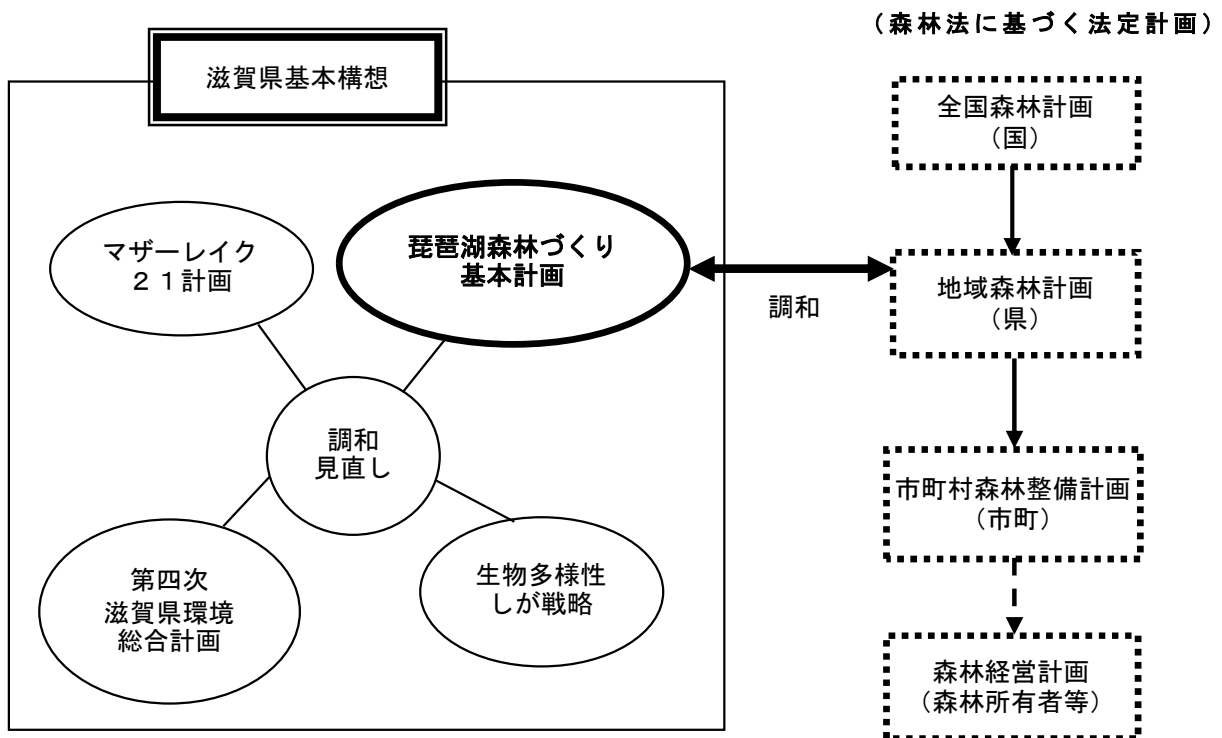 （森林法に基づく法定計画）
滋賀県基本構想
マザーレイク
２１計画
琵琶湖森林づくり
基本計画
調和
見直し
第四次
滋賀県環境
総合計画
生物多様性
しが戦略
調和
全国森林計画
（国）
地域森林計画
（県）
市町村森林整備計画
（市町）
森林経営計画
（森林所有者等）